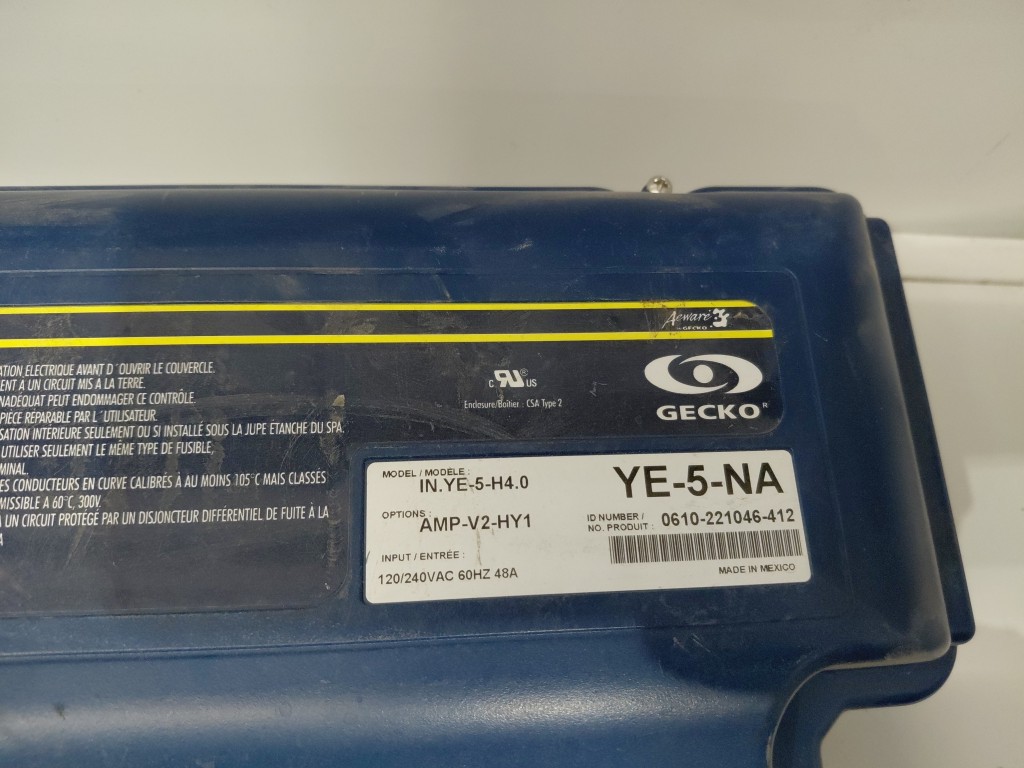 Aeware
GECKO
ATION ÉLECTRIQUE AVANT D´OUVRIR LE COUVERCLE.
ENT À UN CIRCUIT MIS À LA TERRE.
NADÉQUAT PEUT ENDOMMAGER CE CONTRÔLE.
PIÈCE RÉPARABLE PAR L´UTILISATEUR.
SATION INTÉRIEURE SEULEMENT OU SI INSTALLÉ SOUS LA JUPE ÉTANCHE DU SPA.
UTILISER SEULEMENT LE MÊME TYPE DE FUSIBLE,
MINAL.
ES CONDUCTEURS EN CUIVRE CALIBRÉS À AU MOINS 105°C MAIS CLASSÉS
MISSIBLE À 60°C, 300V.
À UN CIRCUIT PROTÉGÉ PAR UN DISJONCTEUR DIFFÉRENTIEL DE FUITE À LA
A
C RU ® US
Enclosure/Boîtier : CSA Type 2
GECKO®
MODEL / MODÈLE :
IN.YE-5-H4.0
YE-5-NA
OPTIONS :
AMP-V2-HY1
ID NUMBER /
NO. PRODUIT : 0610-221046-412
INPUT / ENTRÉE :
120/240VAC 60HZ 48A
MADE IN MEXICO